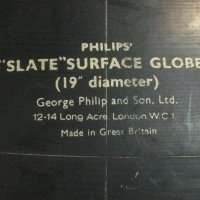 PHILIPS'
"SLATE" SURFACE GLOBE
(19" diameter)
George Philip and Son, Ltd.
12-14 Long Acre, London, W.C.1.
Made in Great Britain